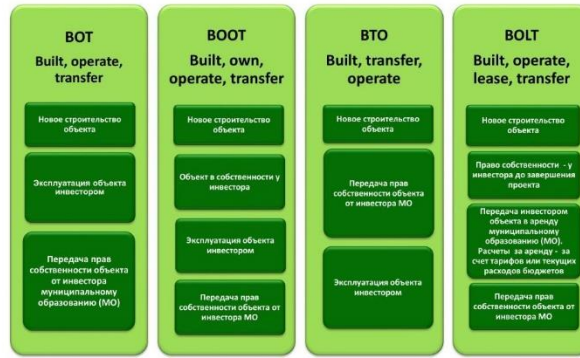 BOT
Built, operate,
transfer
Новое строительство
объекта
Эксплуатация объекта
инвестором
Передача прав
собственности объекта
от инвестора
муниципальному
образованию (МО)
BOOT
Built, own,
operate, transfer
Новое строительство
объекта
Объект в собственности у
инвестора
Эксплуатация объекта
инвестором
Передача прав
собственности объекта от
инвестора МО
BTO
Built, transfer,
operate
Новое строительство
объекта
Передача прав
собственности объекта
от инвестора МО
Эксплуатация объекта
инвестором
BOLT
Built, operate,
lease, transfer
Новое строительство
объекта
Право собственности - у
инвестора до завершения
проекта
Передача инвестором
объекта в аренду
муниципальному
образованию (МО).
Расчеты за аренду - за
счет тарифов или текущих
расходов бюджетов
Передача прав
собственности объекта от
инвестора МО